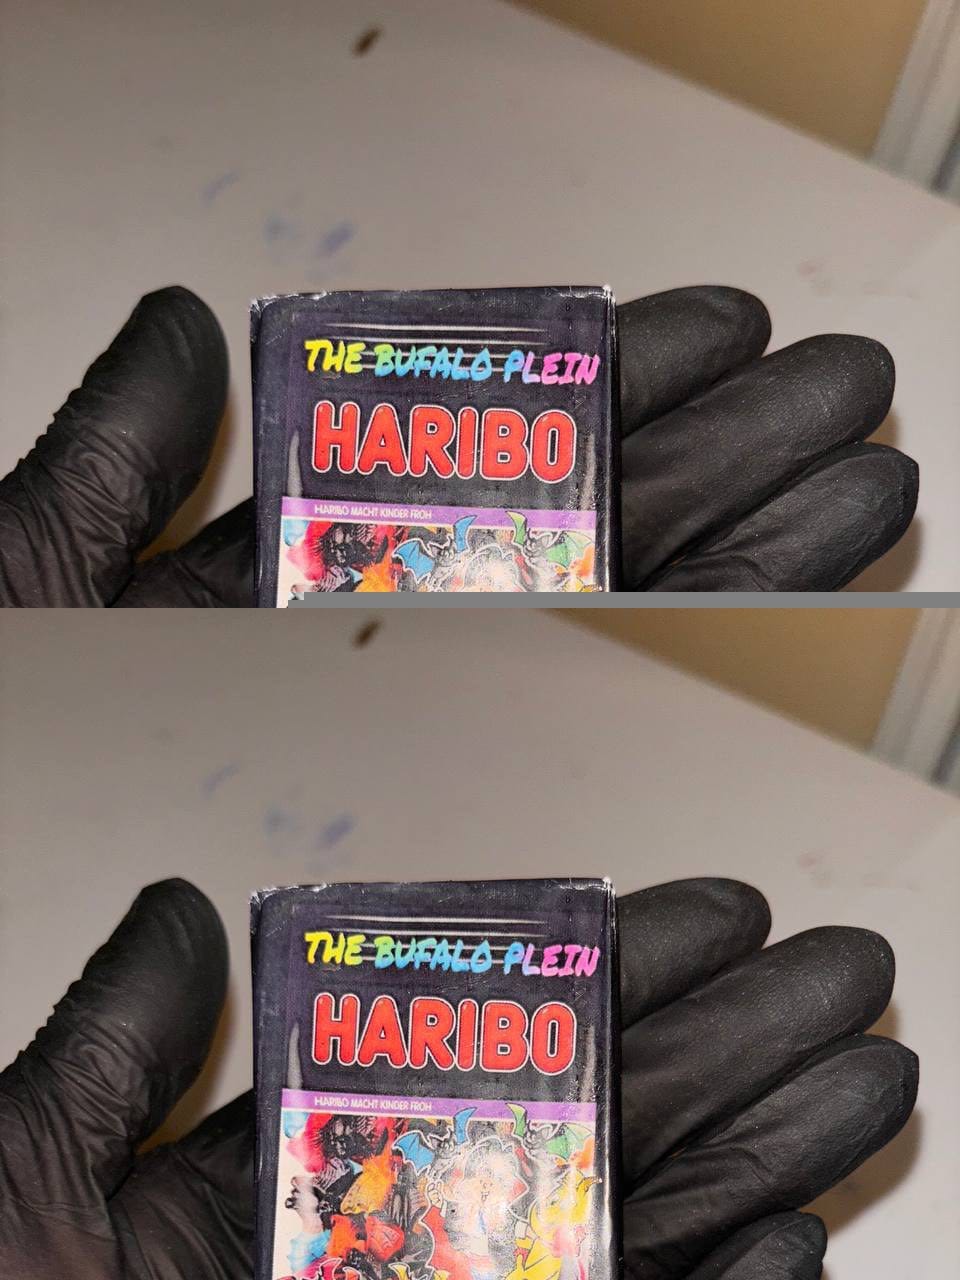 THE BUFALO PLEIN
HARIBO
HARIBO MACHT KINDER FROH
THE BUFALO PLEIN
HARIBO
HARIBO MACHT KINDER FROH